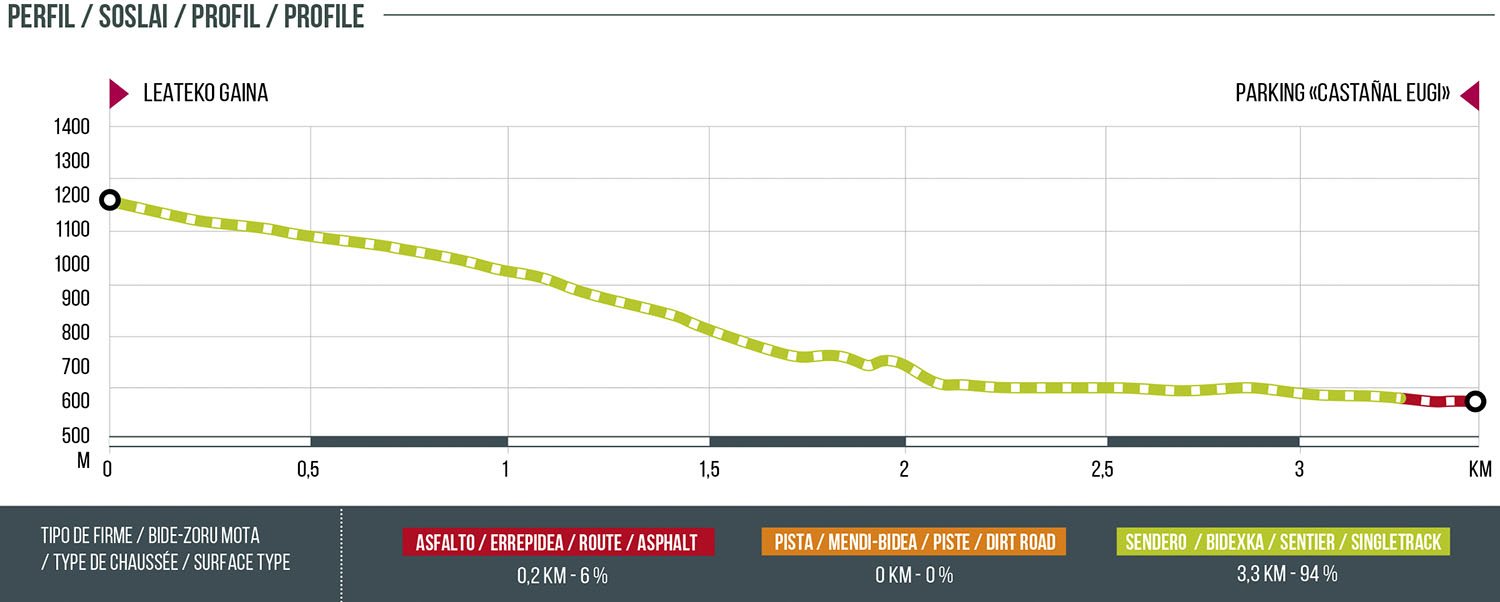 PERFIL / SOSLAI / PROFIL / PROFILE
LEATEKO GAINA
PARKING «CASTAÑAL EUGI»
1400
1300
1200
1100
1000
900
800
700
600
500
M
0
0,5
1
1,5
2
2,5
3
KM
TIPO DE FIRME / BIDE-ZORU MOTA
/ TYPE DE CHAUSSÉE / SURFACE TYPE
ASFALTO / ERREPIDEA / ROUTE / ASPHALT
0,2 KM - 6 %
PISTA / MENDI-BIDEA / PISTE / DIRT ROAD
0 KM - 0 %
SENDERO / BIDEXKA / SENTIER / SINGLETRACK
3,3 KM - 94 %